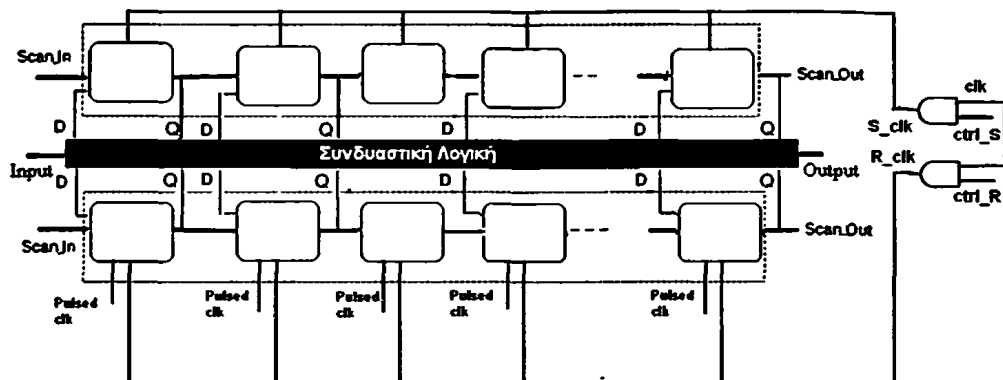 Scan_In
Scan_Out
clk
S_clk
ctrl_S
D Q D Q D D Q
Συνδυαστική Λογική
Input
Output
R_clk
ctrl_R
D D Q D Q D D Q
Scan_In
Scan_Out
Pulsed clk
Pulsed clk
Pulsed clk
Pulsed clk
Pulsed clk